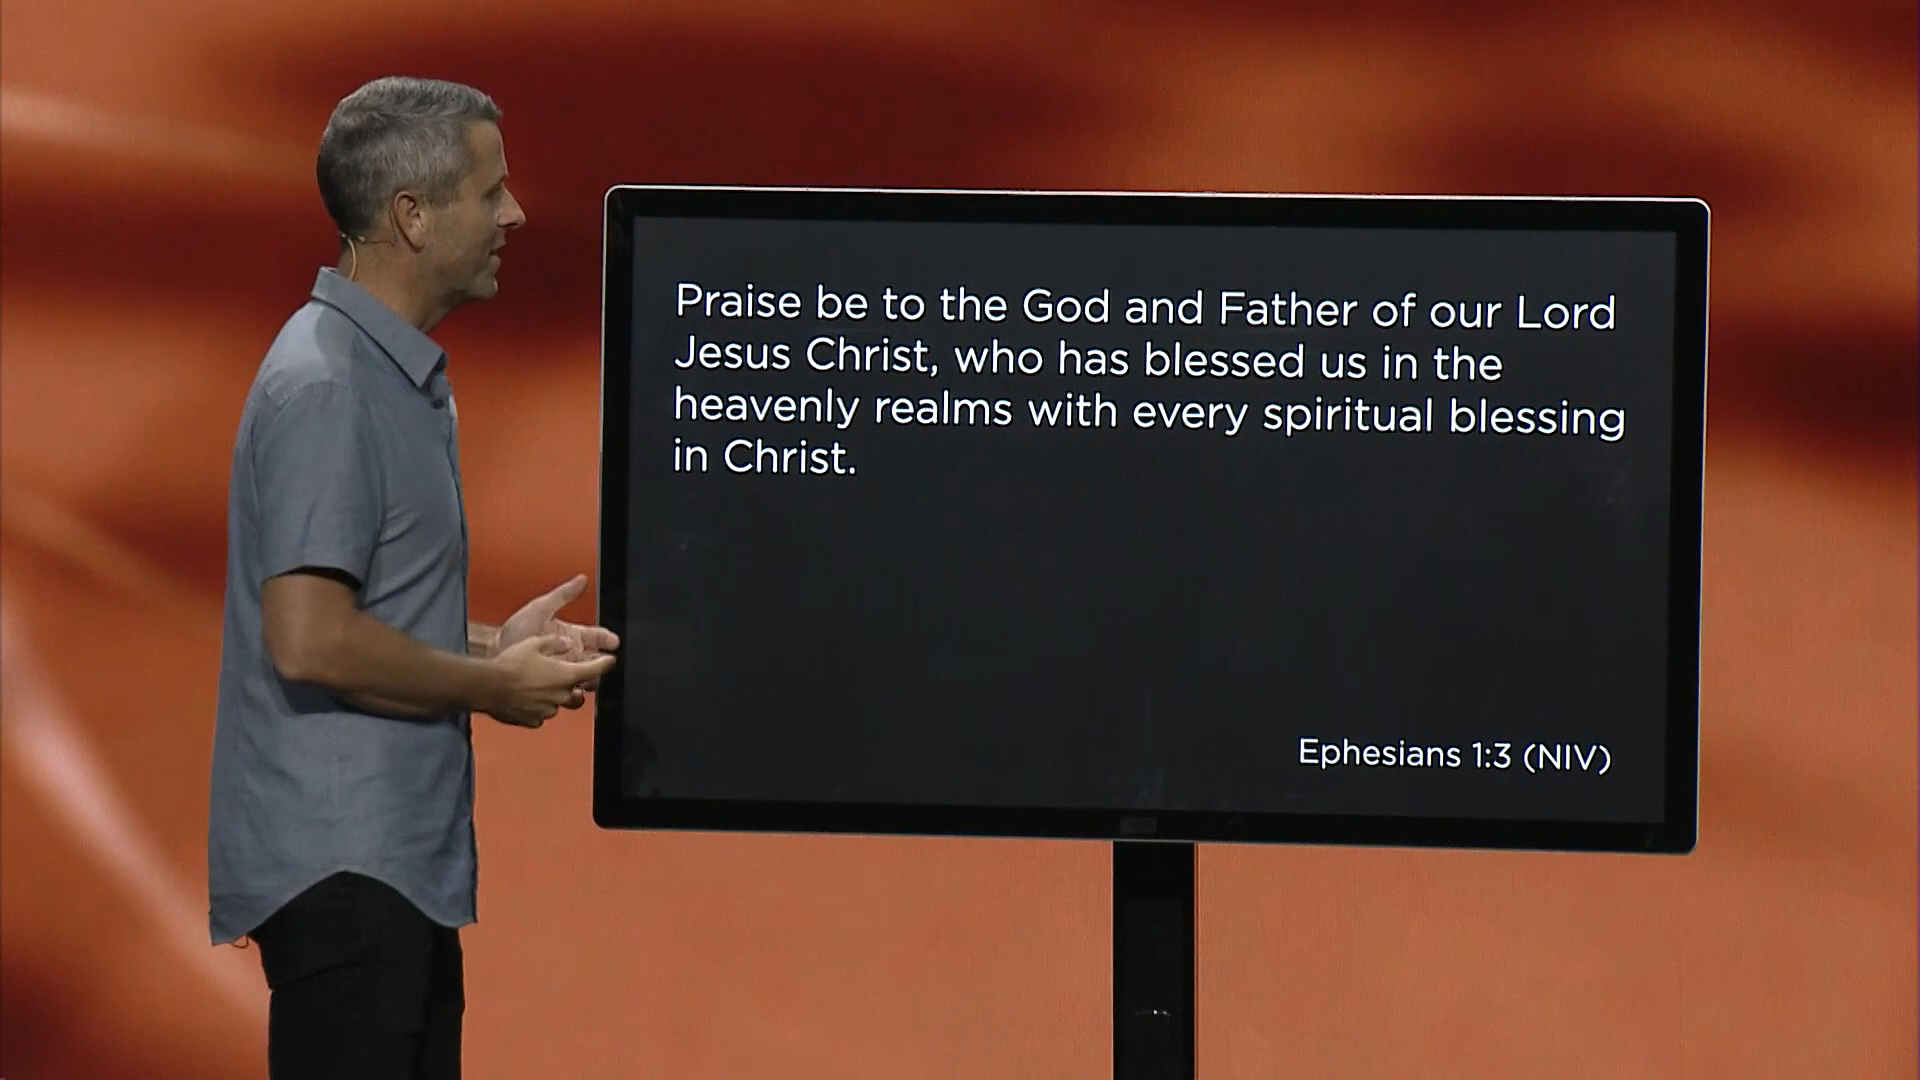 Praise be to the God and Father of our Lord
Jesus Christ, who has blessed us in the
heavenly realms with every spiritual blessing
in Christ.
Ephesians 1:3 (NIV)